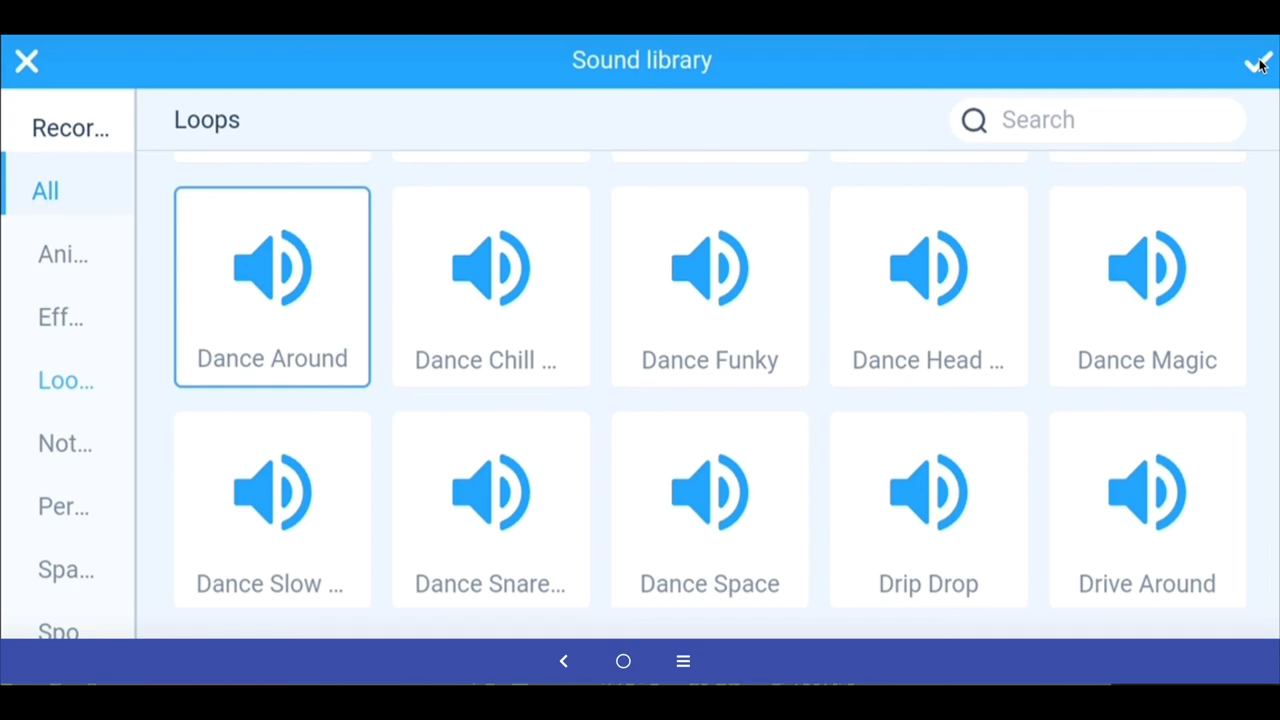 Sound library
Recor...
Loops
Search
All
Ani...
Eff...
Loo...
Not...
Per...
Spa...
Spo
Dance Around
Dance Chill ...
Dance Funky
Dance Head ...
Dance Magic
Dance Slow ...
Dance Snare...
Dance Space
Drip Drop
Drive Around